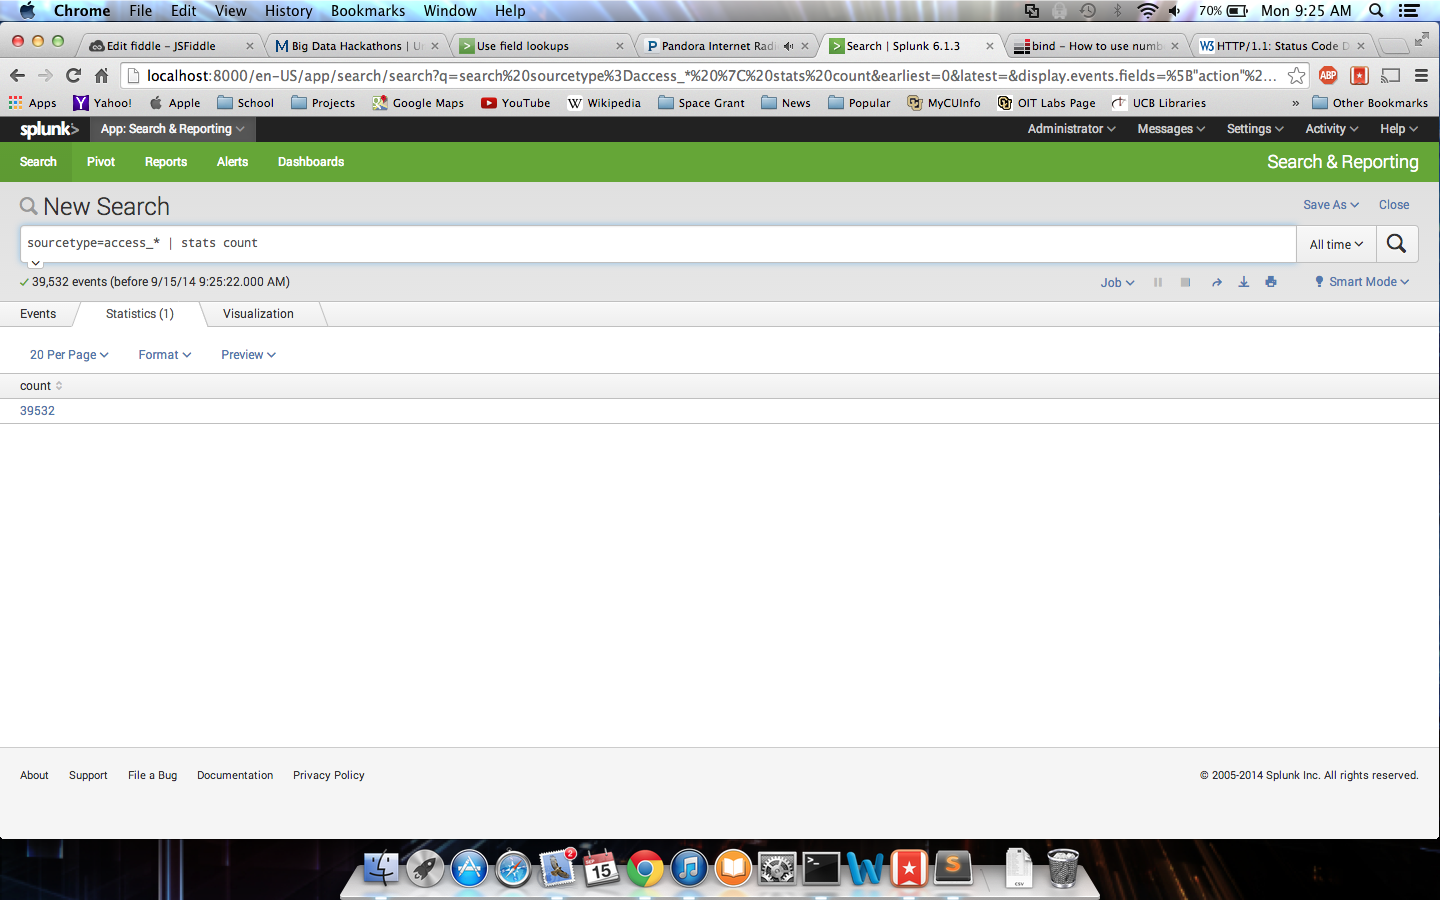 Chrome File Edit View History Bookmarks Window Help 70% Mon 9:25 AM
Edit fiddle - JSFiddle Big Data Hackathons | Un Use field lookups Pandora Internet Radi Search | Splunk 6.1.3 bind - How to use numb W3 HTTP/1.1: Status Code D
localhost:8000/en-US/app/search/search?q=search%20sourcetype%3Daccess_*%20%7C%20stats%20count&earliest=0&latest=&display.events.fields=%5B"action"%2... ABP
Apps Yahoo! Apple School Projects Google Maps YouTube W Wikipedia Space Grant News Popular MyCUInfo OIT Labs Page UCB Libraries » Other Bookmarks
splunk> App: Search & Reporting Administrator Messages Settings Activity Help
Search Pivot Reports Alerts Dashboards Search & Reporting
New Search Save As Close
sourcetype=access_* | stats count All time
39,532 events (before 9/15/14 9:25:22.000 AM) Job Smart Mode
Events Statistics (1) Visualization
20 Per Page Format Preview
count
39532
About Support File a Bug Documentation Privacy Policy © 2005-2014 Splunk Inc. All rights reserved.
2 SEP 15 W S CSV